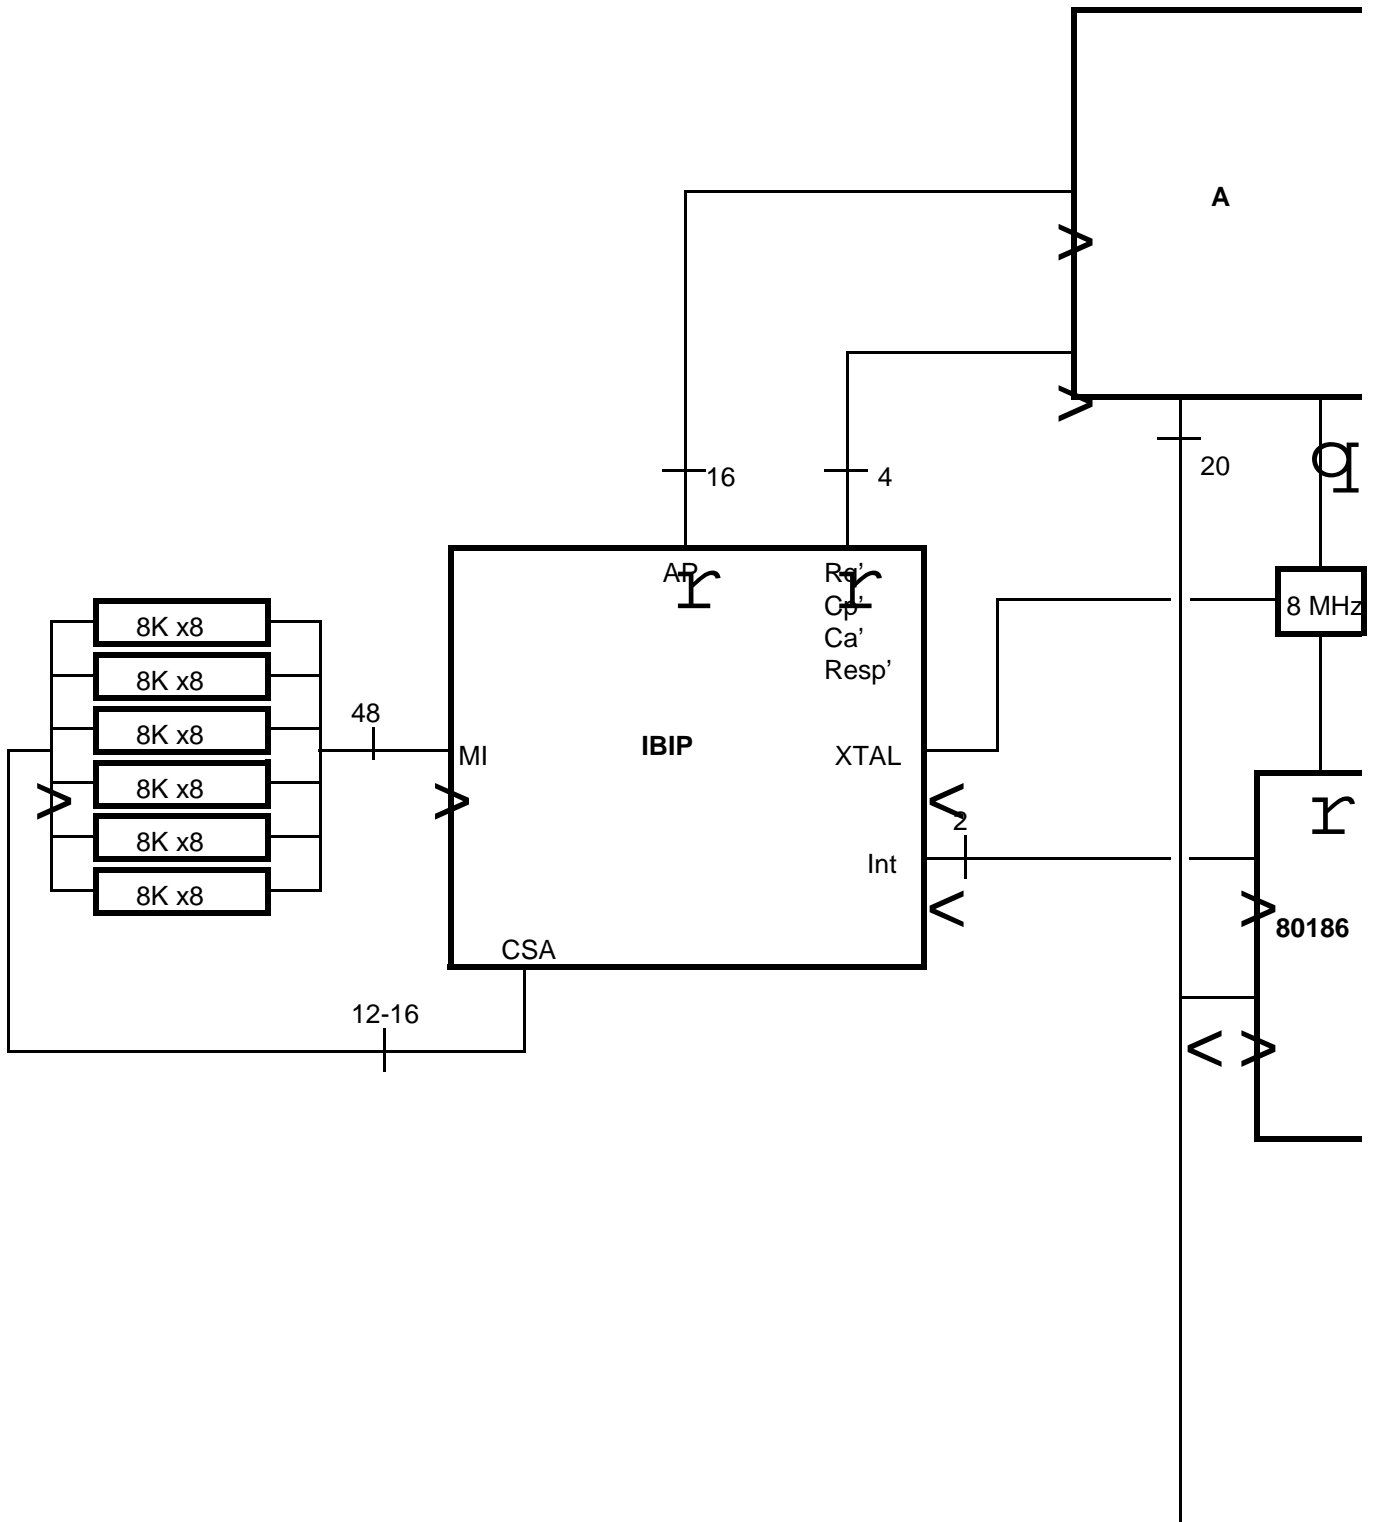 A
16
4
20
q
AP
r
Rq’
r
Cp’
Ca’
Resp’
8 MHz
8K x8
8K x8
8K x8
8K x8
8K x8
8K x8
48
MI
IBIP
XTAL
>
>
>
>
<
2
r
Int
<
>
80186
CSA
12-16
<
>